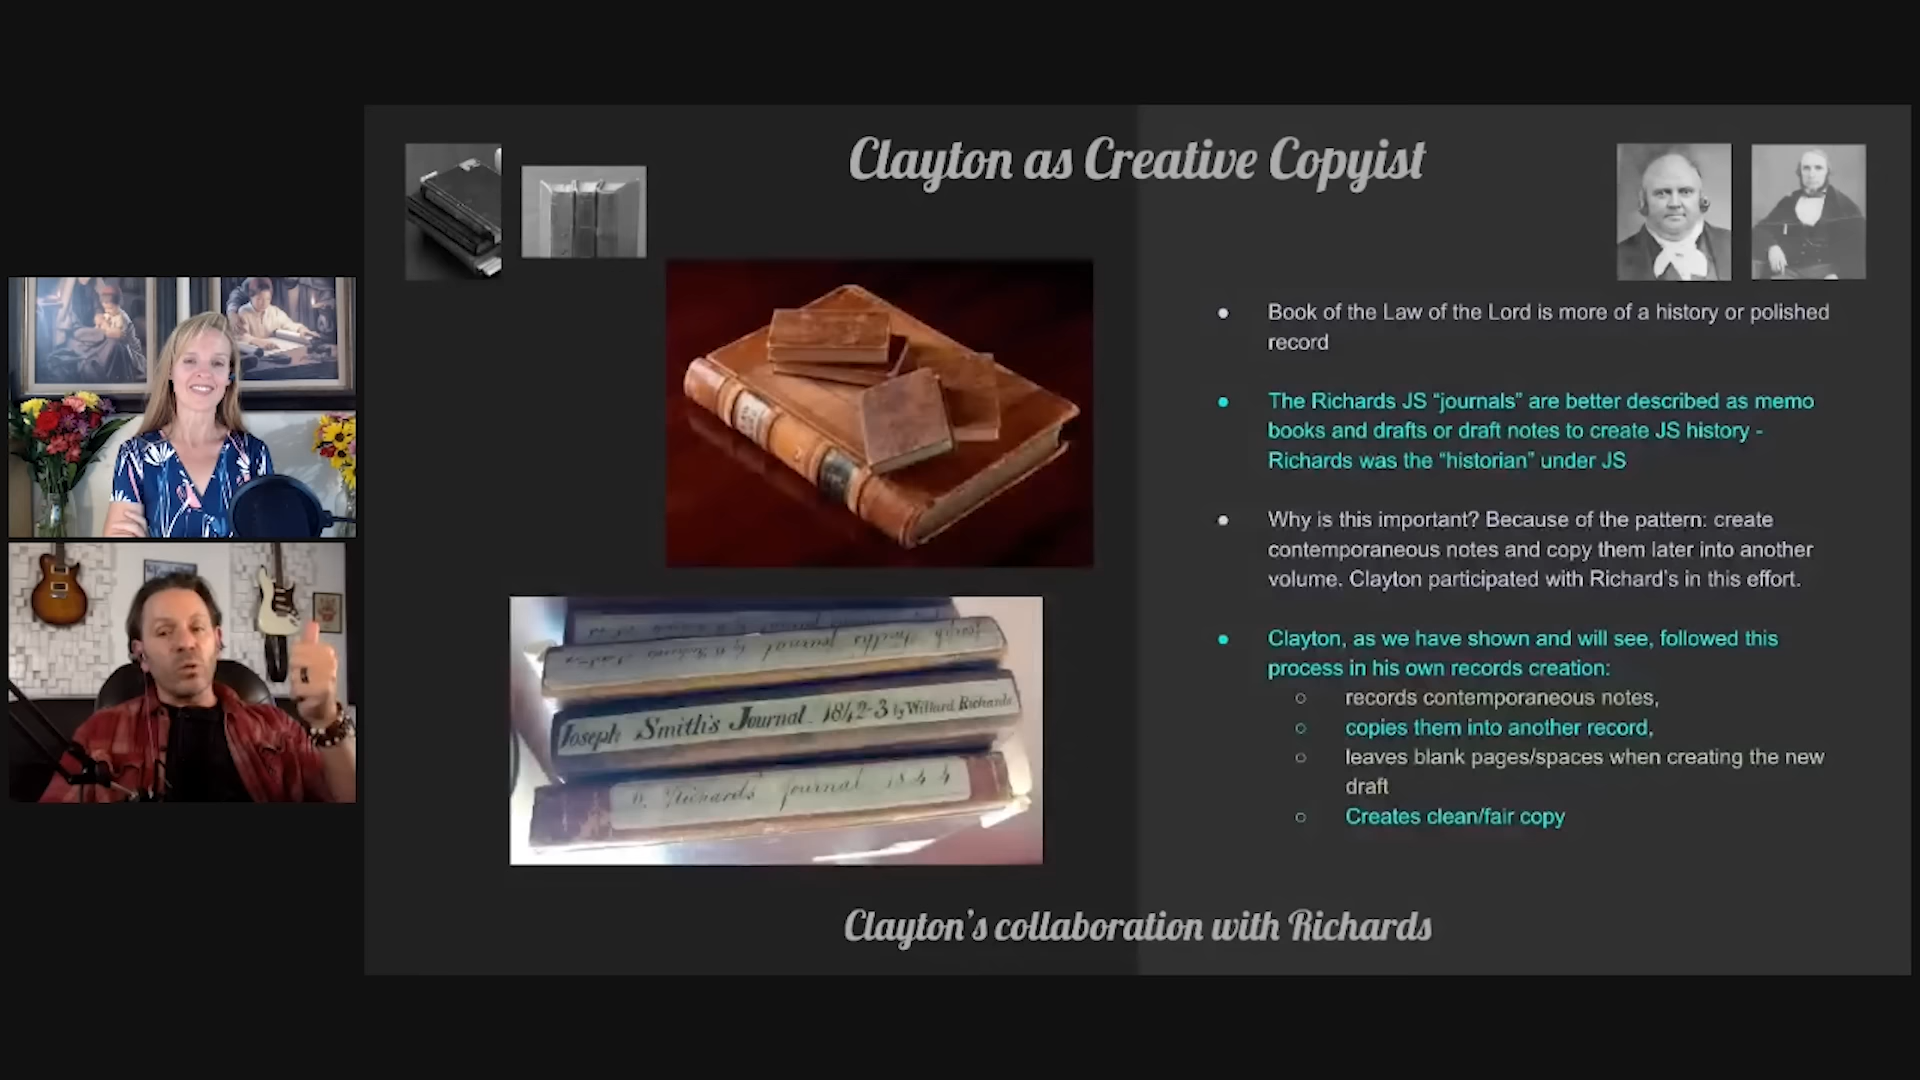 Clayton as Creative Copyist
Book of the Law of the Lord is more of a history or polished
record
The Richards JS “journals” are better described as memo
books and drafts or draft notes to create JS history -
Richards was the “historian” under JS
Why is this important? Because of the pattern: create
contemporaneous notes and copy them later into another
volume. Clayton participated with Richard’s in this effort.
Clayton, as we have shown and will see, followed this
process in his own records creation:
records contemporaneous notes,
copies them into another record,
leaves blank pages/spaces when creating the new
draft
Creates clean/fair copy
Joseph Smith's Journal 1842-3 by Willard Richards
W. Richards' Journal 1844
Clayton’s collaboration with Richards